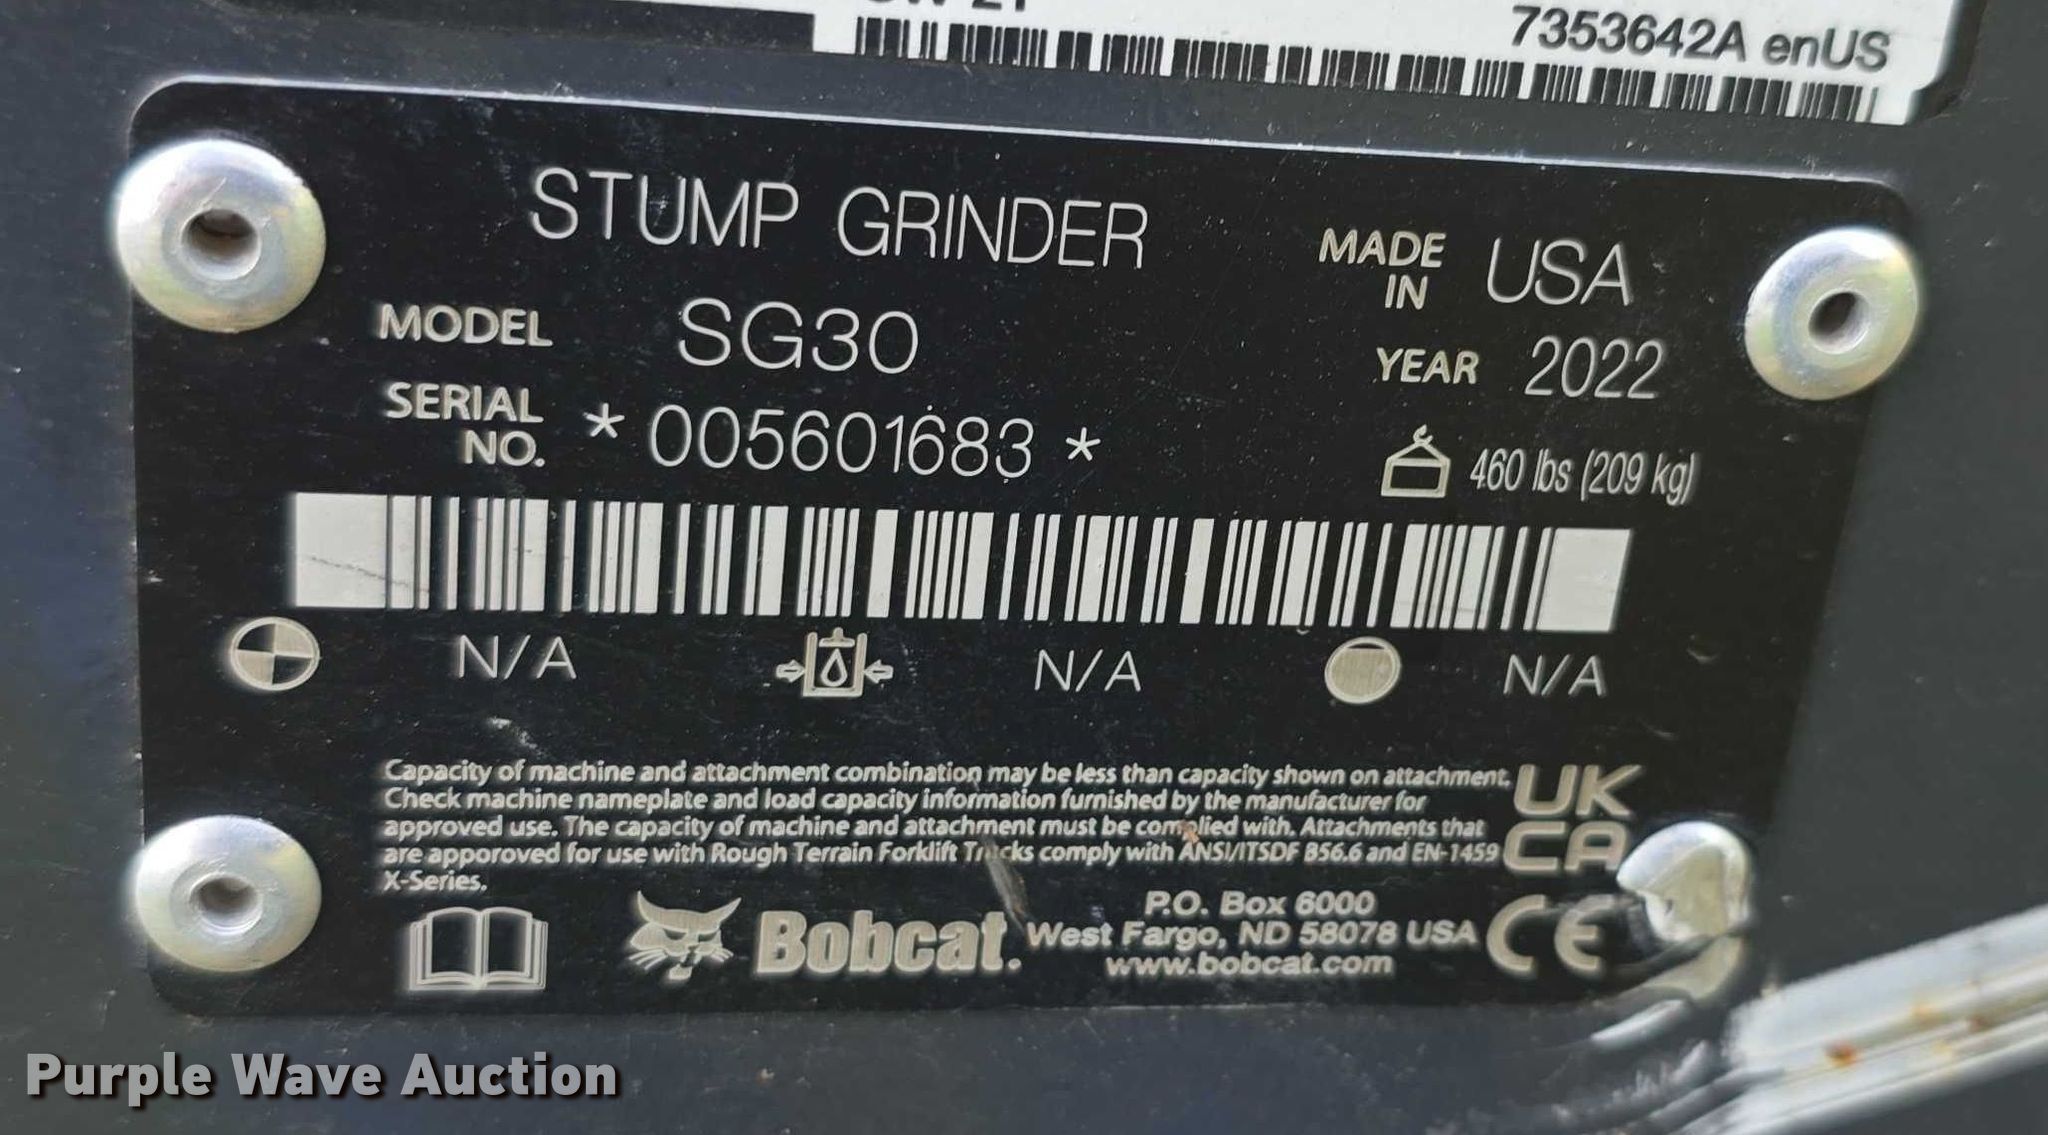 7353642A enUS
STUMP GRINDER
MADE IN USA
MODEL SG30
YEAR 2022
SERIAL NO. *005601683*
460 lbs (209 kg)
N/A N/A N/A
Capacity of machine and attachment combination may be less than capacity shown on attachment.
Check machine nameplate and load capacity information furnished by the manufacturer for
approved use. The capacity of machine and attachment must be complied with. Attachments that
are apporoved for use with Rough Terrain Forklift Trucks comply with ANSI/ITSDF B56.6 and EN-1459
X-Series.
UK
CA
Bobcat.
P.O. Box 6000
West Fargo, ND 58078 USA
www.bobcat.com
CE
Purple Wave Auction